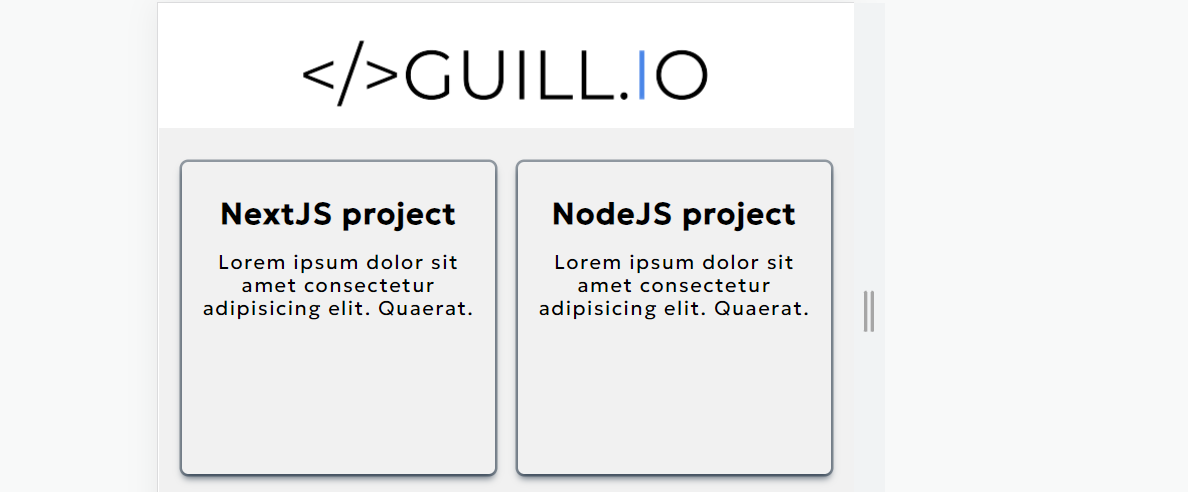 </>GUILL.IO
NextJS project
Lorem ipsum dolor sit
amet consectetur
adipisicing elit. Quaerat.
NodeJS project
Lorem ipsum dolor sit
amet consectetur
adipisicing elit. Quaerat.